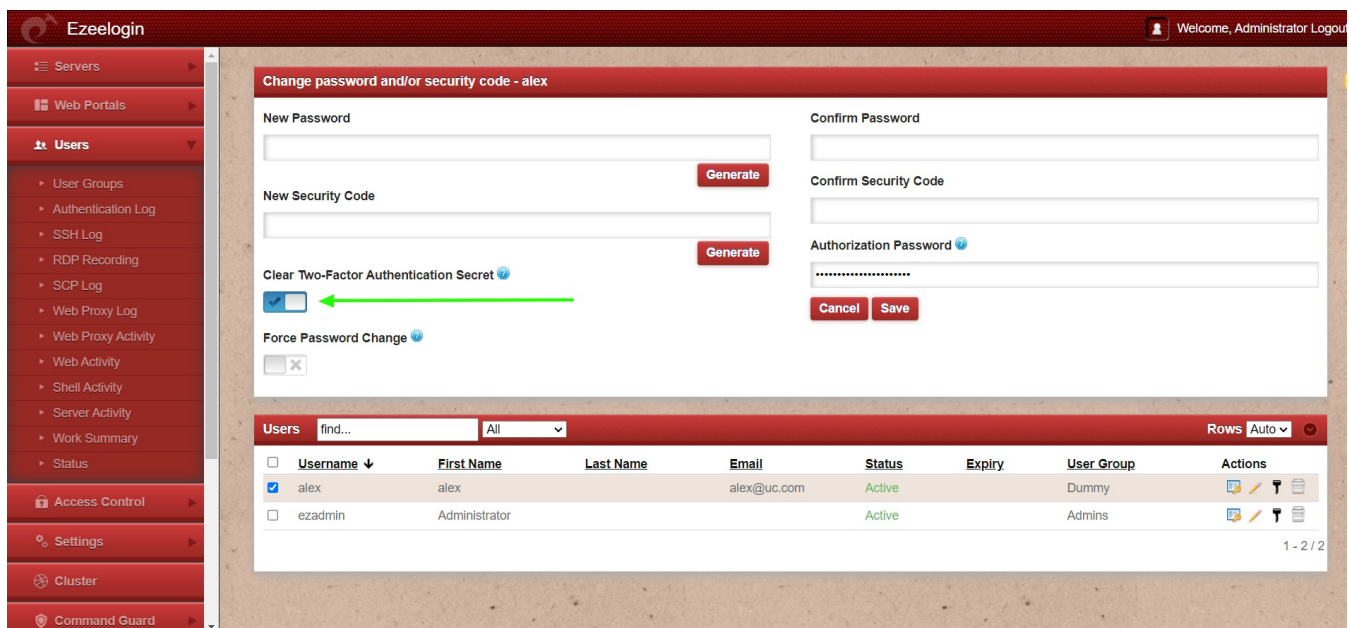 Ezeelogin
Welcome, Administrator Logout
Servers
Web Portals
Users
User Groups
Authentication Log
SSH Log
RDP Recording
SCP Log
Web Proxy Log
Web Proxy Activity
Web Activity
Shell Activity
Server Activity
Work Summary
Status
Access Control
Settings
Cluster
Command Guard
Change password and/or security code - alex
New Password
Confirm Password
Generate
New Security Code
Confirm Security Code
Generate
Clear Two-Factor Authentication Secret
Authorization Password
••••••••••••••••••••••
Cancel Save
Force Password Change
Users find... All Rows Auto
Username First Name Last Name Email Status Expiry User Group Actions
alex alex alex@uc.com Active Dummy
ezadmin Administrator Active Admins
1 - 2 / 2